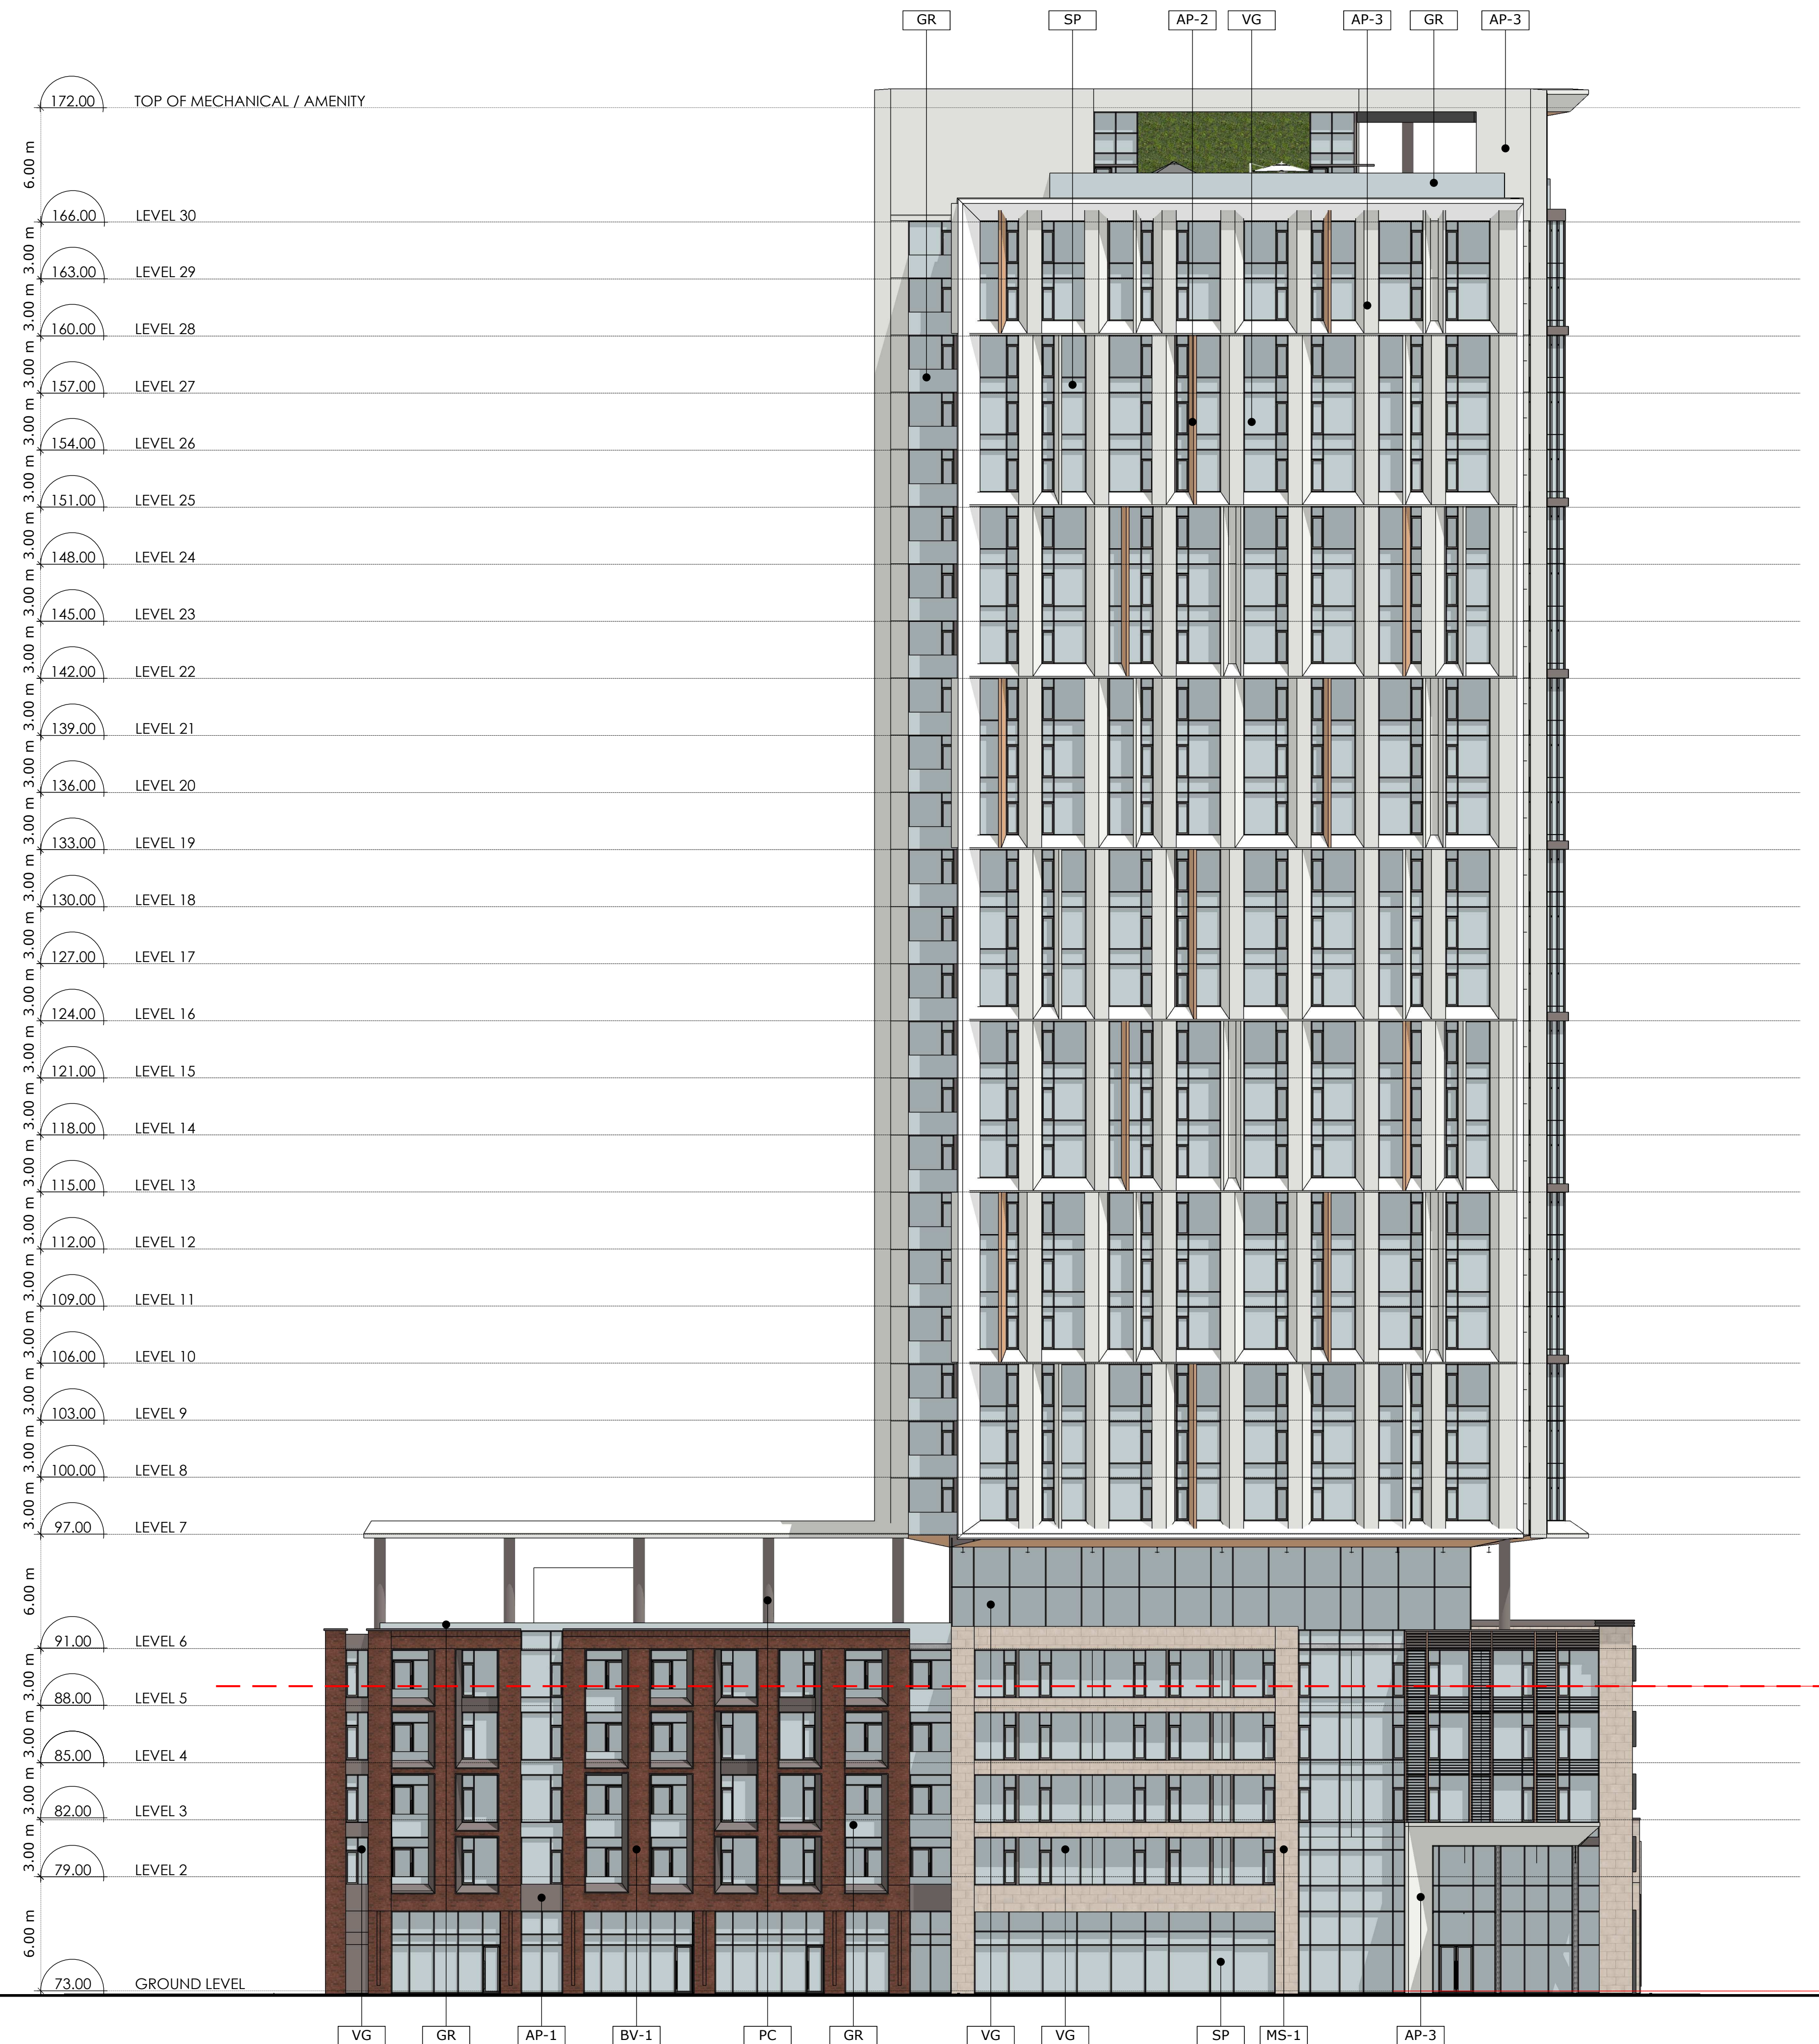 GR SP AP-2 VG AP-3 GR AP-3
172.00 TOP OF MECHANICAL / AMENITY
6.00 m
166.00 LEVEL 30
3.00 m
163.00 LEVEL 29
3.00 m
160.00 LEVEL 28
3.00 m
157.00 LEVEL 27
3.00 m
154.00 LEVEL 26
3.00 m
151.00 LEVEL 25
3.00 m
148.00 LEVEL 24
3.00 m
145.00 LEVEL 23
3.00 m
142.00 LEVEL 22
3.00 m
139.00 LEVEL 21
3.00 m
136.00 LEVEL 20
3.00 m
133.00 LEVEL 19
3.00 m
130.00 LEVEL 18
3.00 m
127.00 LEVEL 17
3.00 m
124.00 LEVEL 16
3.00 m
121.00 LEVEL 15
3.00 m
118.00 LEVEL 14
3.00 m
115.00 LEVEL 13
3.00 m
112.00 LEVEL 12
3.00 m
109.00 LEVEL 11
3.00 m
106.00 LEVEL 10
3.00 m
103.00 LEVEL 9
3.00 m
100.00 LEVEL 8
3.00 m
97.00 LEVEL 7
6.00 m
91.00 LEVEL 6
3.00 m
88.00 LEVEL 5
3.00 m
85.00 LEVEL 4
3.00 m
82.00 LEVEL 3
3.00 m
79.00 LEVEL 2
6.00 m
73.00 GROUND LEVEL
VG GR AP-1 BV-1 PC GR VG VG SP MS-1 AP-3